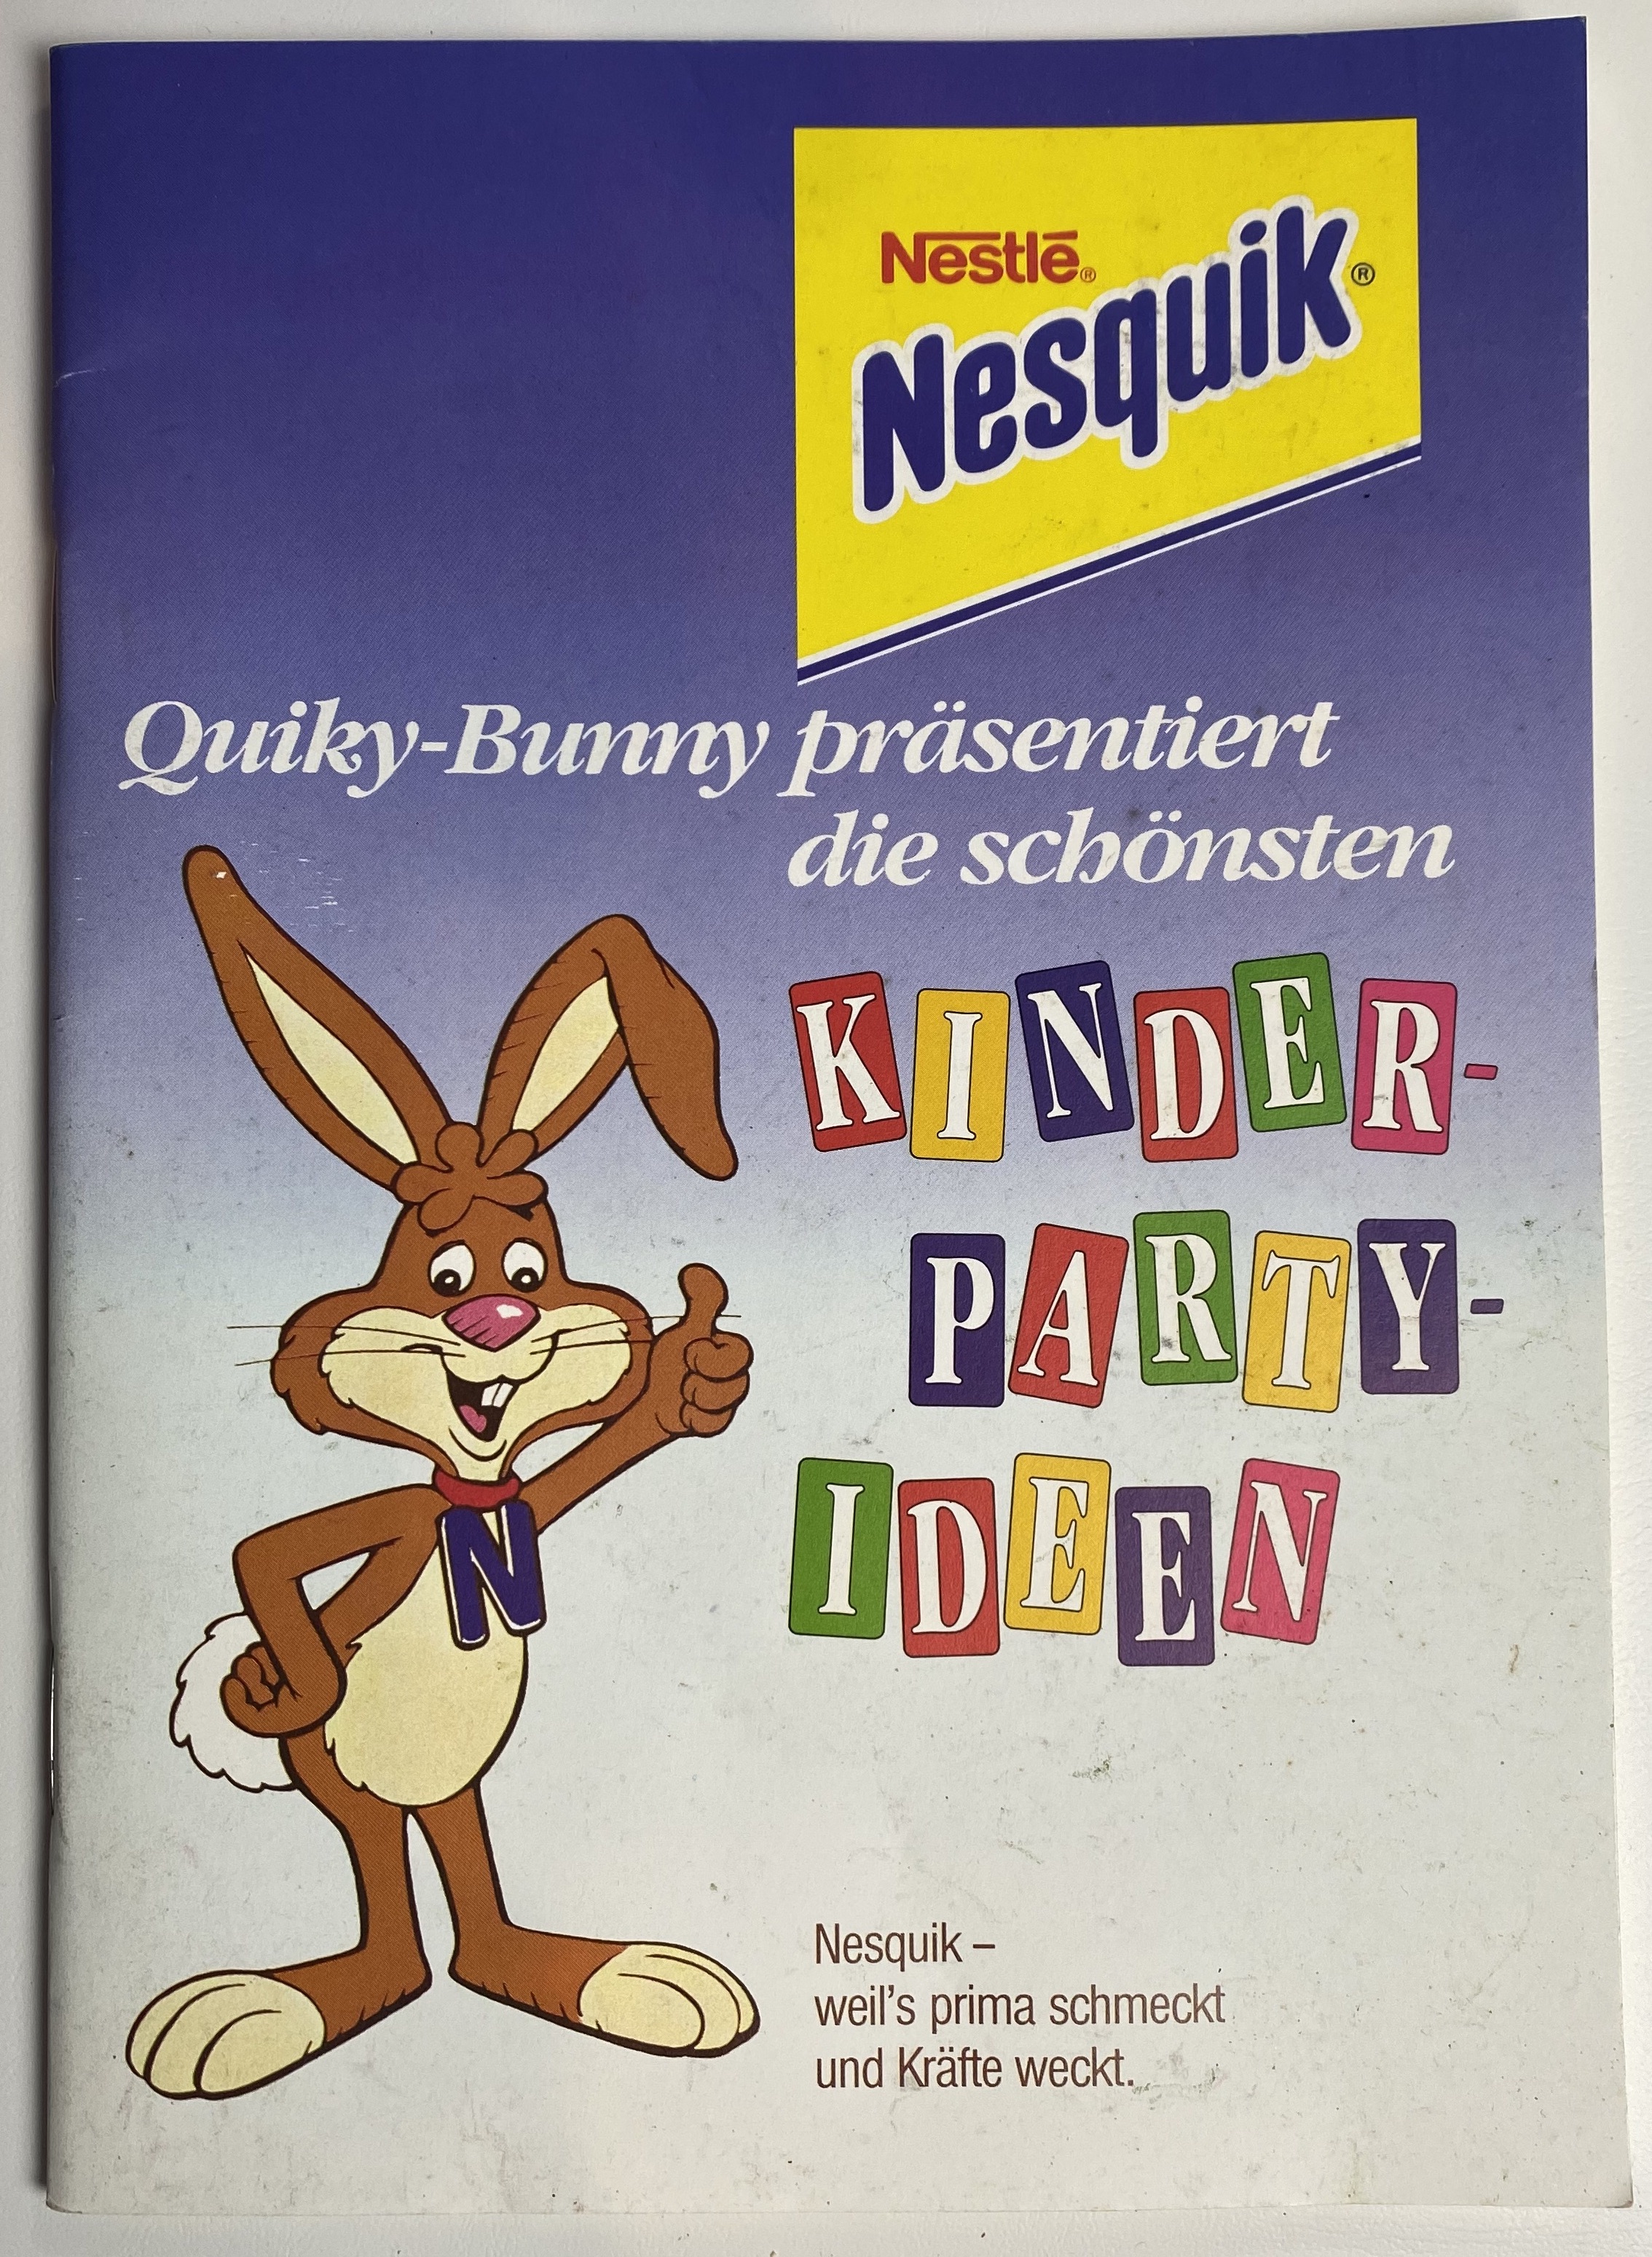 Nestlé®
Nesquik®
Quiky-Bunny präsentiert
die schönsten
KINDER-
PARTY-
IDEEN
N
Nesquik –
weil's prima schmeckt
und Kräfte weckt.